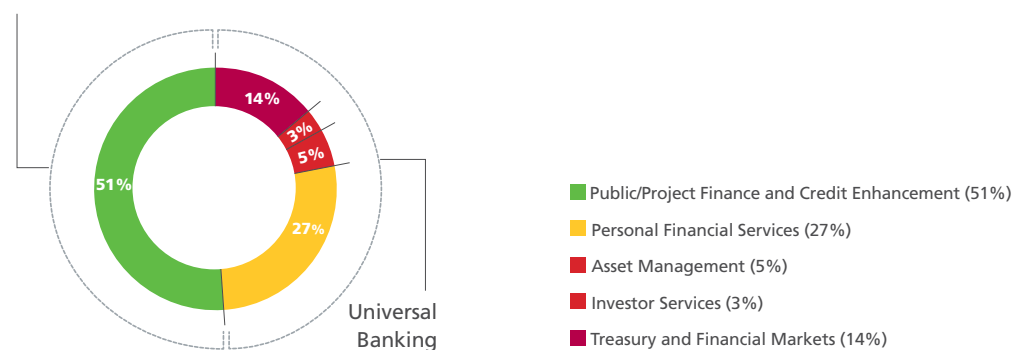 14%
3%
5%
51%
27%
Universal
Banking
Public/Project Finance and Credit Enhancement (51%)
Personal Financial Services (27%)
Asset Management (5%)
Investor Services (3%)
Treasury and Financial Markets (14%)